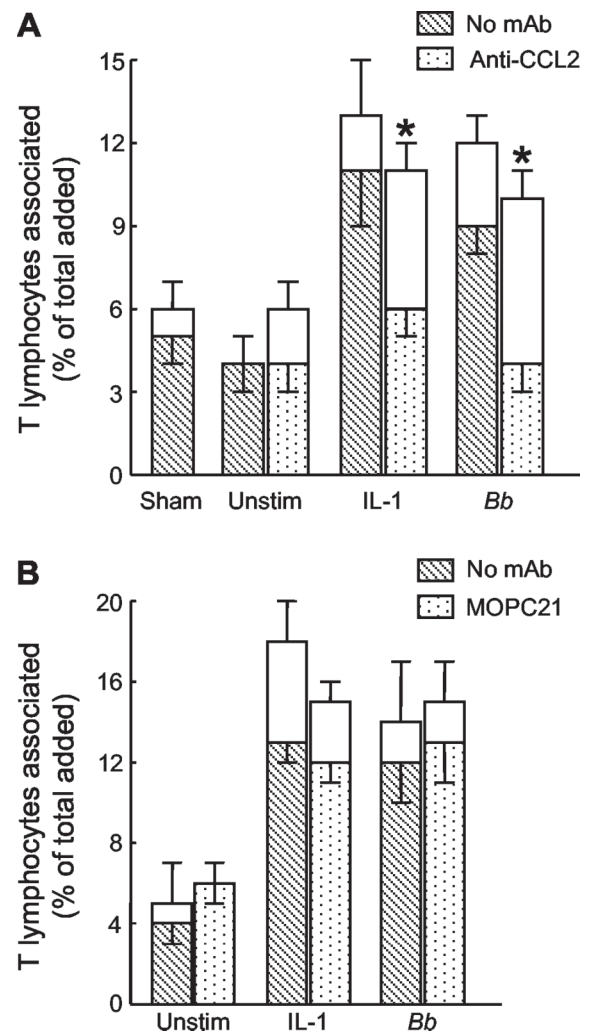 A
No mAb
Anti-CCL2
T lymphocytes associated
(% of total added)
15
12
9
6
3
0
*
*
Sham Unstim IL-1 Bb
B
No mAb
MOPC21
T lymphocytes associated
(% of total added)
20
16
12
8
4
0
Unstim IL-1 Bb